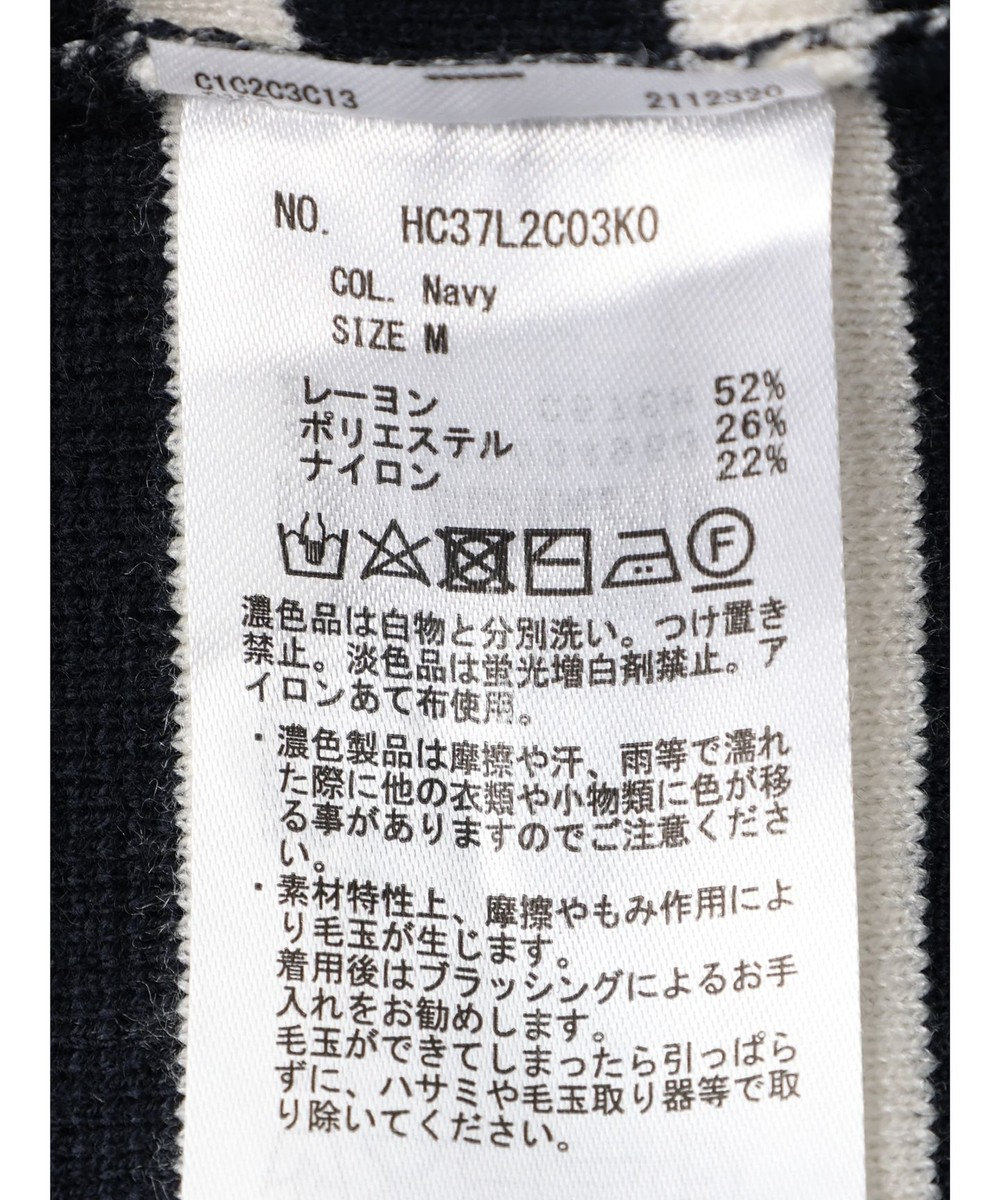 C1C2C3C13 2112320
NO. HC37L2C03K0
COL. Navy
SIZE M
レーヨン 52%
ポリエステル 26%
ナイロン 22%
F
濃色品は白物と分別洗い。つけ置き
禁止。淡色品は蛍光増白剤禁止。ア
イロンあて布使用。
・濃色製品は摩擦や汗、雨等で濡れ
た際に他の衣類や小物類に色が移
る事がありますのでご注意くださ
い。
・素材特性上、摩擦やもみ作用によ
り毛玉が生じます。
着用後はブラッシングによるお手
入れをお勧めします。
毛玉ができてしまったら引っぱら
ずに、ハサミや毛玉取り器等で取
り除いてください。